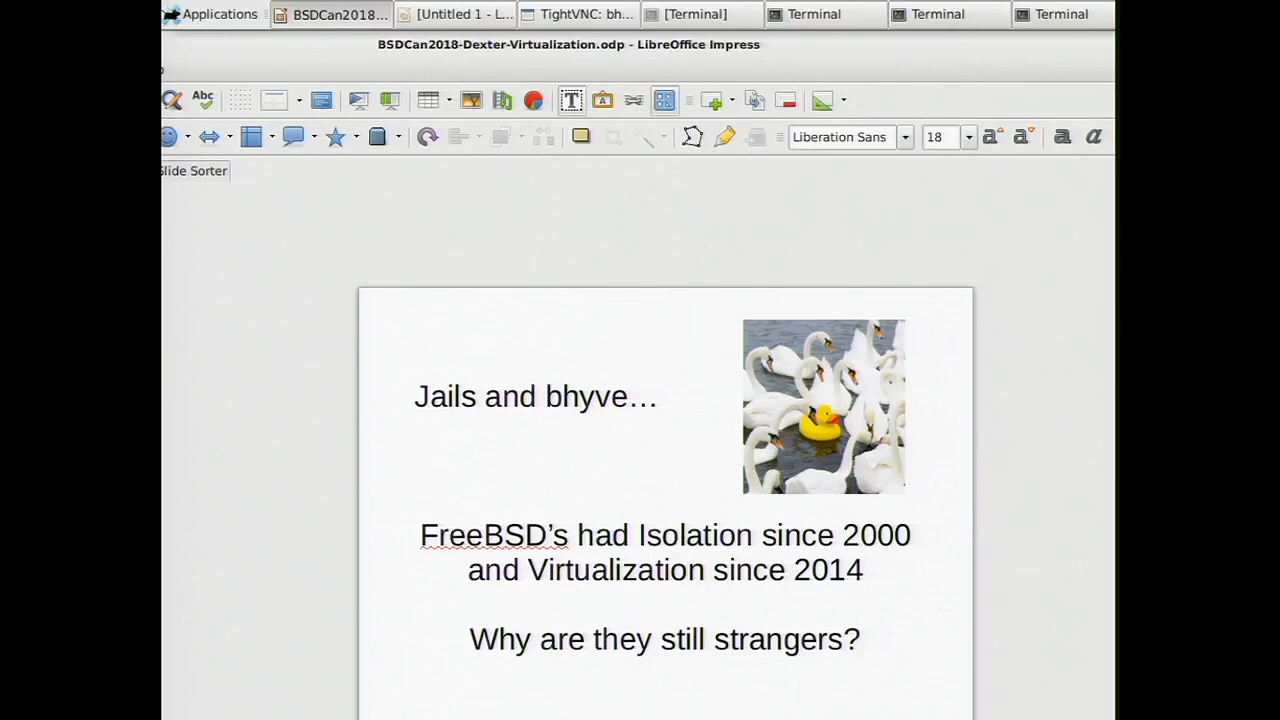 Applications
BSDCan2018...
[Untitled 1 - L...
TightVNC: bh...
[Terminal]
Terminal
Terminal
Terminal
BSDCan2018-Dexter-Virtualization.odp - LibreOffice Impress
Abc
T
A
Liberation Sans
18
a
a
a
a
Slide Sorter
Jails and bhyve…
FreeBSD’s had Isolation since 2000
and Virtualization since 2014
Why are they still strangers?